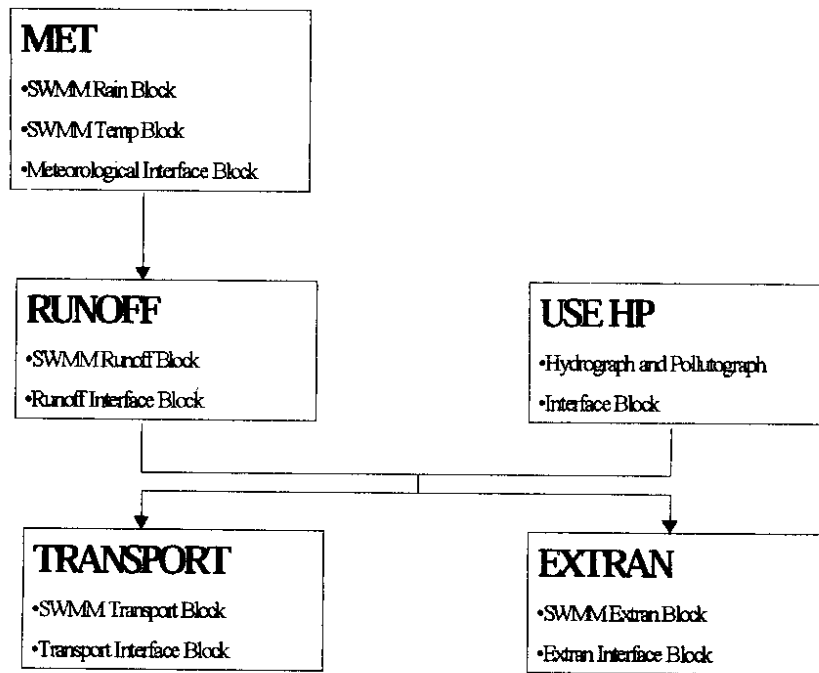 MET
•SWMM Rain Block
•SWMM Temp Block
•Meteorological Interface Block
RUNOFF
•SWMM Runoff Block
•Runoff Interface Block
USE HP
•Hydrograph and Pollutograph
•Interface Block
TRANSPORT
•SWMM Transport Block
•Transport Interface Block
EXTRAN
•SWMM Extran Block
•Extran Interface Block